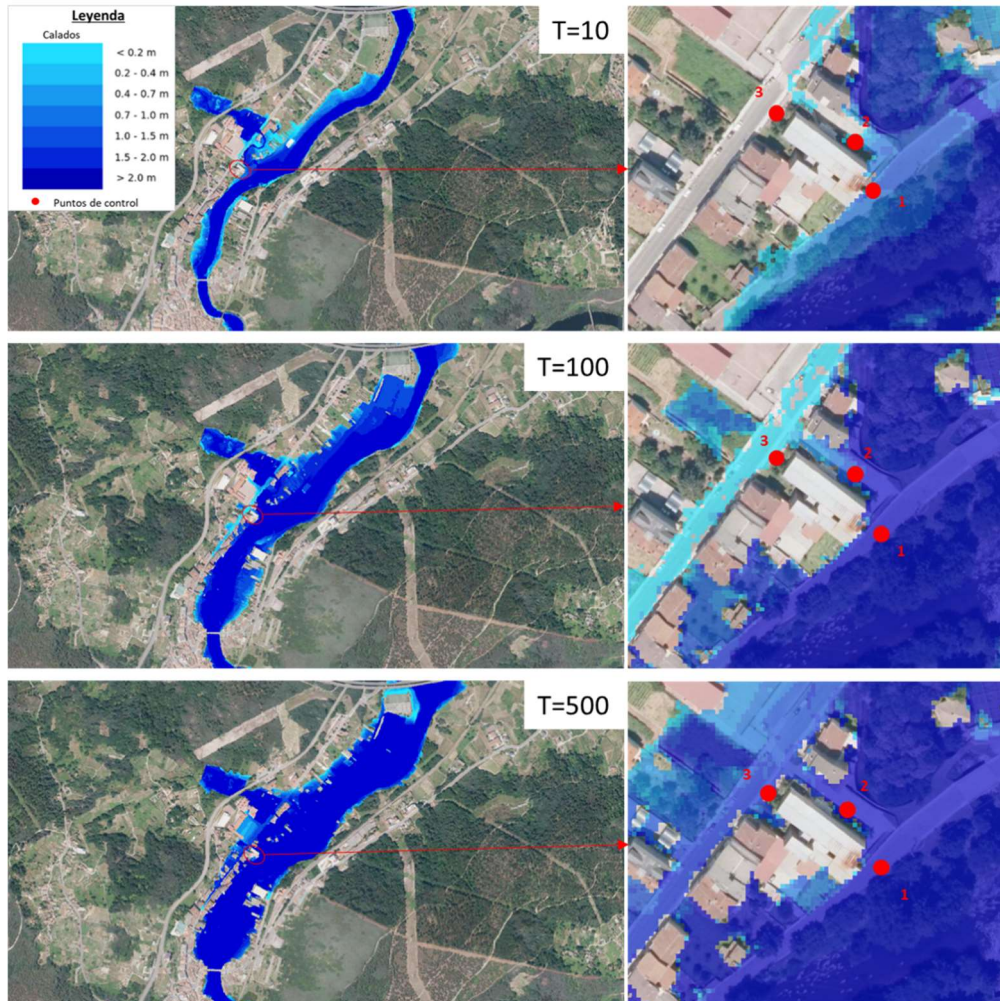 Leyenda
Calados
< 0.2 m
0.2 - 0.4 m
0.4 - 0.7 m
0.7 - 1.0 m
1.0 - 1.5 m
1.5 - 2.0 m
> 2.0 m
Puntos de control
T=10
3
2
1
T=100
3
2
1
T=500
3
2
1